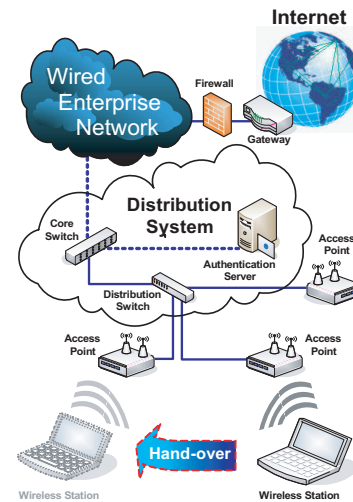 Internet
Wired
Enterprise
Network
Firewall
Gateway
Distribution
System
Core
Switch
Authentication
Server
Access
Point
Distribution
Switch
Access
Point
Access
Point
Hand-over
Wireless Station
Wireless Station